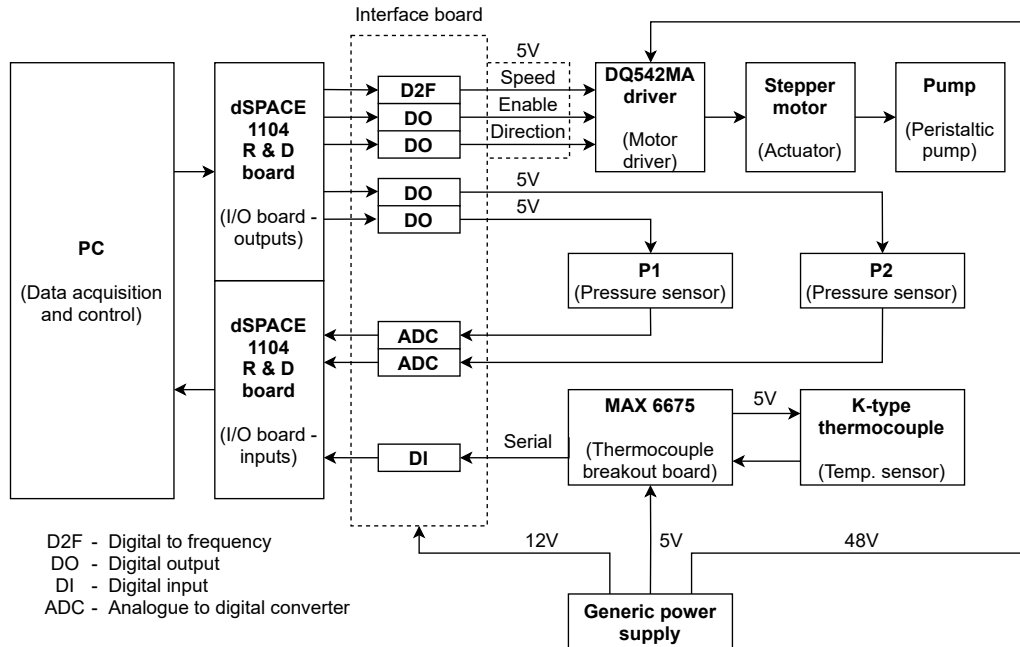 Interface board
PC
(Data acquisition
and control)
dSPACE
1104
R & D
board
(I/O board -
outputs)
dSPACE
1104
R & D
board
(I/O board -
inputs)
D2F
DO
DO
DO
DO
ADC
ADC
DI
5V
Speed
Enable
Direction
DQ542MA
driver
(Motor
driver)
Stepper
motor
(Actuator)
Pump
(Peristaltic
pump)
5V
5V
P1
(Pressure sensor)
P2
(Pressure sensor)
Serial
MAX 6675
(Thermocouple
breakout board)
5V
K-type
thermocouple
(Temp. sensor)
12V
5V
48V
Generic power
supply
D2F - Digital to frequency
DO - Digital output
DI - Digital input
ADC - Analogue to digital converter